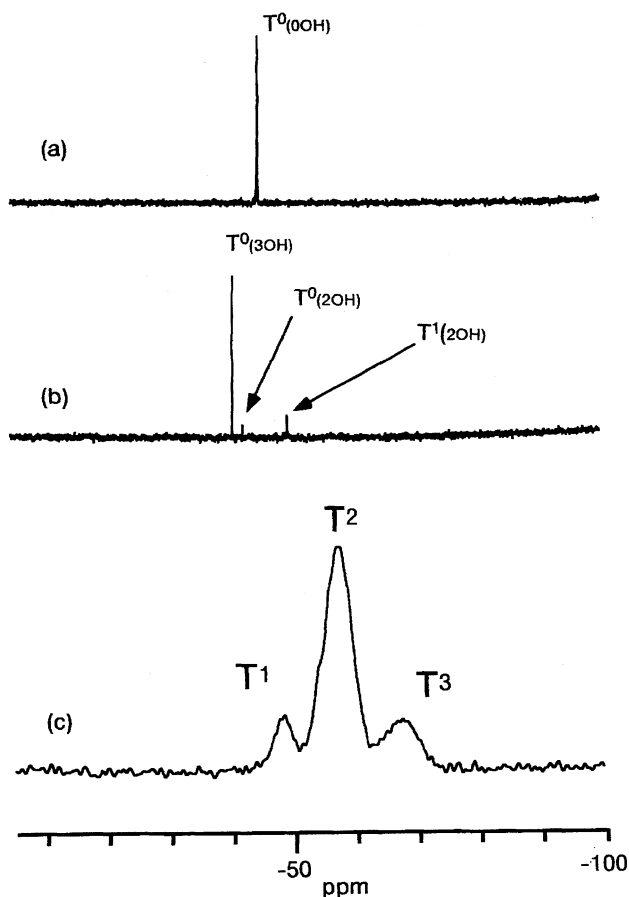 T⁰(0OH)
(a)
T⁰(3OH)
T⁰(2OH)
T¹(2OH)
(b)
T²
T¹
T³
(c)
-50
-100
ppm